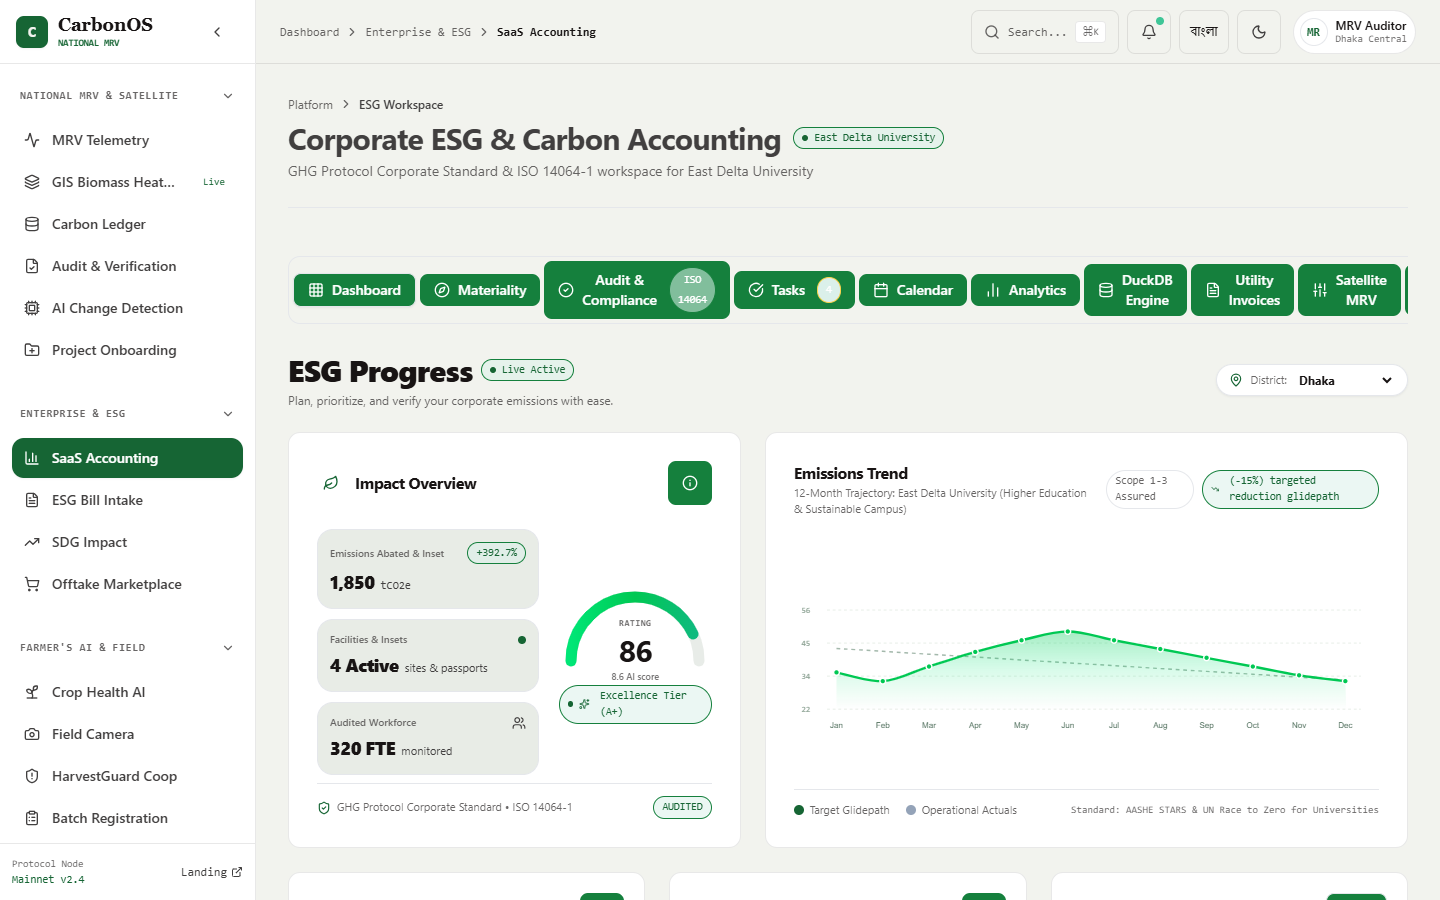 C
CarbonOS
NATIONAL MRV
Dashboard > Enterprise & ESG > SaaS Accounting
Search... ⌘K
বাংলা
MR
MRV Auditor
Dhaka Central
NATIONAL MRV & SATELLITE
MRV Telemetry
GIS Biomass Heat... Live
Carbon Ledger
Audit & Verification
AI Change Detection
Project Onboarding
ENTERPRISE & ESG
SaaS Accounting
ESG Bill Intake
SDG Impact
Offtake Marketplace
FARMER'S AI & FIELD
Crop Health AI
Field Camera
HarvestGuard Coop
Batch Registration
Protocol Node
Mainnet v2.4
Landing
Platform > ESG Workspace
Corporate ESG & Carbon Accounting
East Delta University
GHG Protocol Corporate Standard & ISO 14064-1 workspace for East Delta University
Dashboard
Materiality
Audit &
Compliance
ISO
14064
Tasks
4
Calendar
Analytics
DuckDB
Engine
Utility
Invoices
Satellite
MRV
ESG Progress
Live Active
Plan, prioritize, and verify your corporate emissions with ease.
District: Dhaka
Impact Overview
Emissions Abated & Inset
+392.7%
1,850 tCO2e
Facilities & Insets
4 Active sites & passports
Audited Workforce
320 FTE monitored
RATING
86
8.6 AI score
Excellence Tier
(A+)
GHG Protocol Corporate Standard • ISO 14064-1
AUDITED
Emissions Trend
12-Month Trajectory: East Delta University (Higher Education
& Sustainable Campus)
Scope 1-3
Assured
(-15%) targeted
reduction glidepath
56
45
34
22
Jan Feb Mar Apr May Jun Jul Aug Sep Oct Nov Dec
Target Glidepath
Operational Actuals
Standard: AASHE STARS & UN Race to Zero for Universities